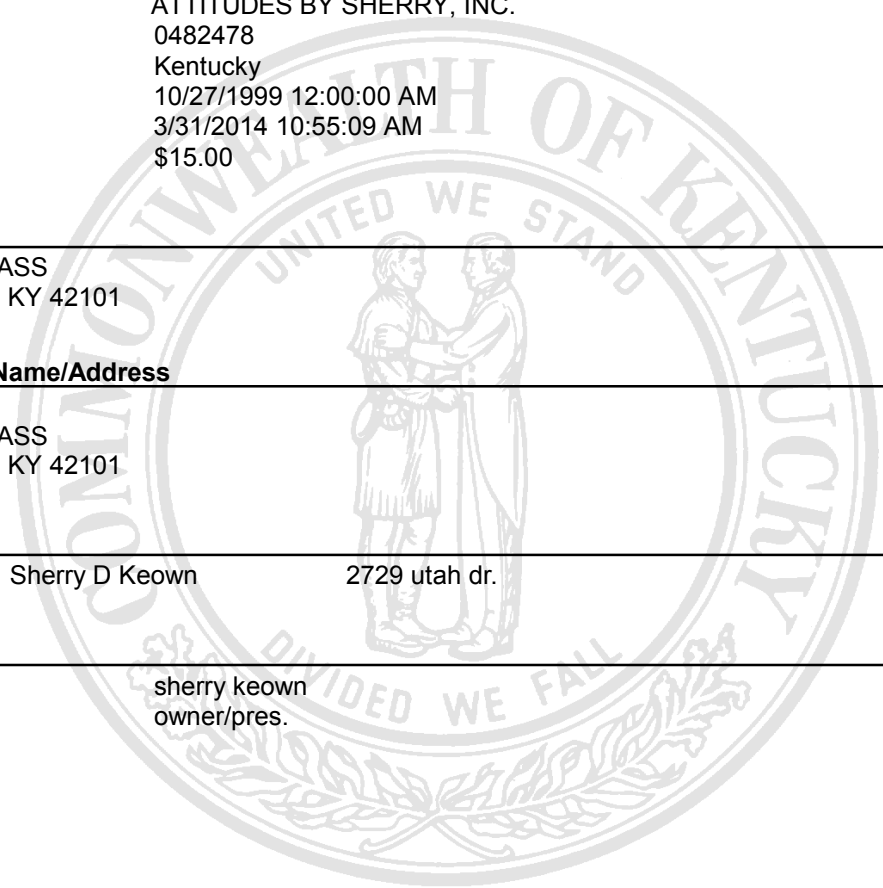 ATTITUDES BY SHERRY, INC.
0482478
Kentucky
10/27/1999 12:00:00 AM
3/31/2014 10:55:09 AM
$15.00
COMMONWEALTH OF KENTUCKY
UNITED WE STAND
ASS
KY 42101
Name/Address
ASS
KY 42101
Sherry D Keown 2729 utah dr.
DIVIDED WE FALL
sherry keown
owner/pres.